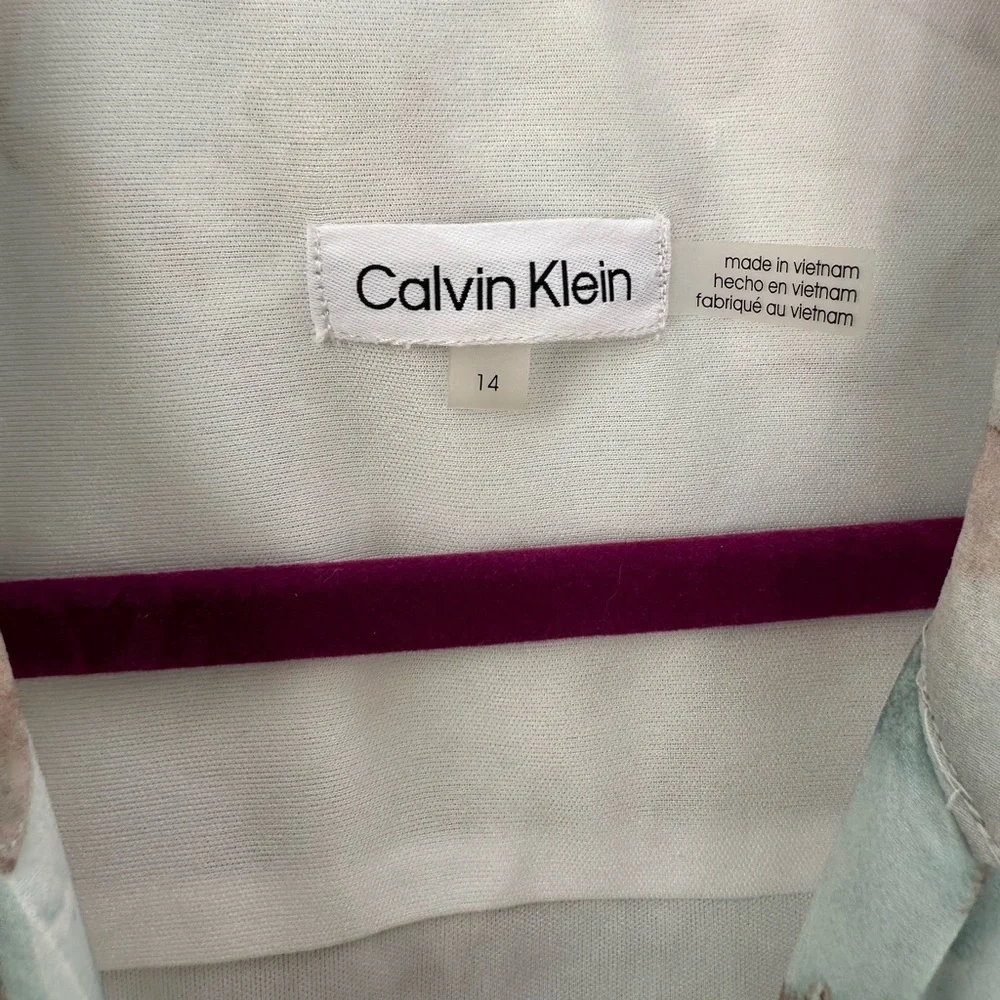 Calvin Klein
14
made in vietnam
hecho en vietnam
fabriqué au vietnam